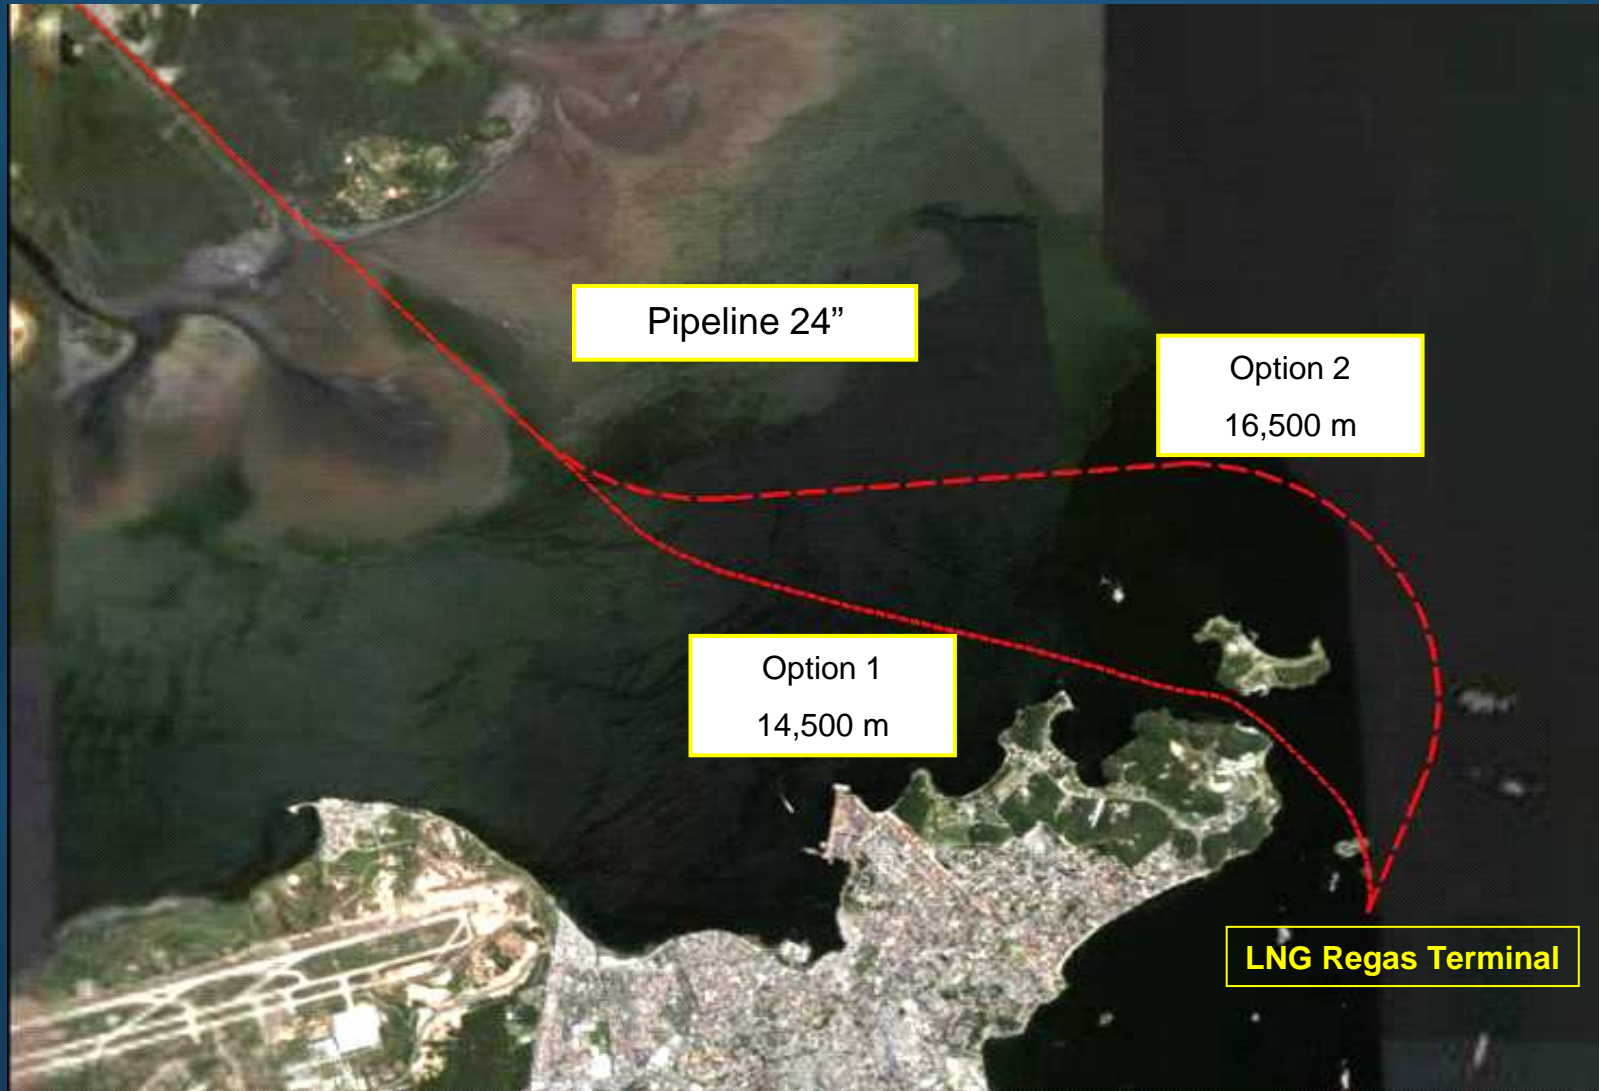 Pipeline 24”
Option 2
16,500 m
Option 1
14,500 m
LNG Regas Terminal